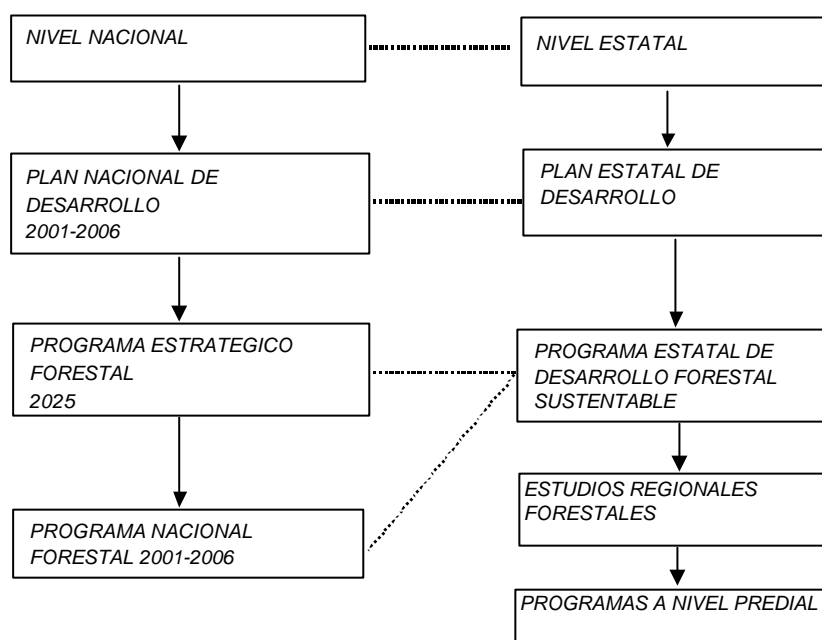 NIVEL NACIONAL
NIVEL ESTATAL
PLAN NACIONAL DE
DESARROLLO
2001-2006
PLAN ESTATAL DE
DESARROLLO
PROGRAMA ESTRATEGICO
FORESTAL
2025
PROGRAMA ESTATAL DE
DESARROLLO FORESTAL
SUSTENTABLE
PROGRAMA NACIONAL
FORESTAL 2001-2006
ESTUDIOS REGIONALES
FORESTALES
PROGRAMAS A NIVEL PREDIAL